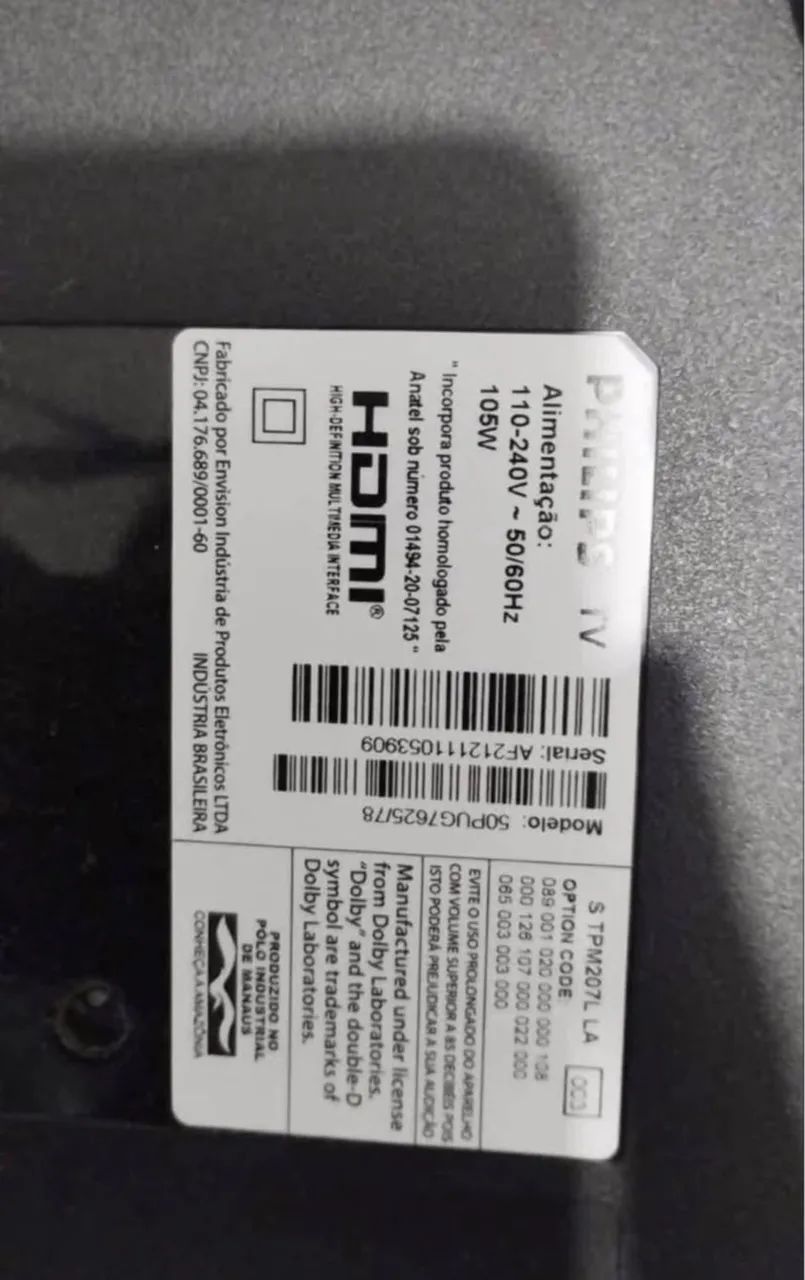 PHILIPS TV
Alimentação:
110-240V ~ 50/60Hz
105W
" Incorpora produto homologado pela
Anatel sob número 01494-20-07125 "
HDMI®
HIGH-DEFINITION MULTIMEDIA INTERFACE
Fabricado por Envision Indústria de Produtos Eletrônicos LTDA
CNPJ: 04.176.689/0001-60
INDÚSTRIA BRASILEIRA
Serial: AF2121111053909
Modelo: 50PUG7625/78
S TPM207L LA
003
OPTION CODE:
089 001 020 000 000 108
000 128 107 000 022 000
065 003 003 000
EVITE O USO PROLONGADO DO APARELHO
COM VOLUME SUPERIOR A 85 DECIBÉIS POIS
ISTO PODERÁ PREJUDICAR A SUA AUDIÇÃO
Manufactured under license
from Dolby Laboratories.
"Dolby" and the double-D
symbol are trademarks of
Dolby Laboratories.
PRODUZIDO NO
PÓLO INDUSTRIAL
DE MANAUS
CONHEÇA A AMAZÔNIA